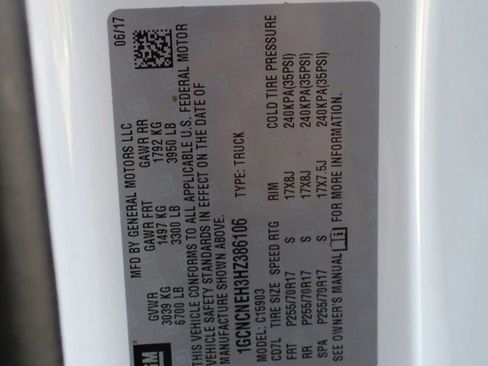 MFD BY GENERAL MOTORS LLC 06/17
GVWR GAWR FRT GAWR RR
3039 KG 1497 KG 1792 KG
6700 LB 3300 LB 3950 LB
THIS VEHICLE CONFORMS TO ALL APPLICABLE U.S. FEDERAL MOTOR
VEHICLE SAFETY STANDARDS IN EFFECT ON THE DATE OF
MANUFACTURE SHOWN ABOVE.
1GCNCNEH3HZ386106 TYPE: TRUCK
MODEL: C15903
CD7L TIRE SIZE SPEED RTG RIM COLD TIRE PRESSURE
FRT P255/70R17 S 17X8J 240KPA(35PSI)
RR P255/70R17 S 17X8J 240KPA(35PSI)
SPA P255/70R17 S 17X7.5J 240KPA(35PSI)
SEE OWNER'S MANUAL FOR MORE INFORMATION.
GM